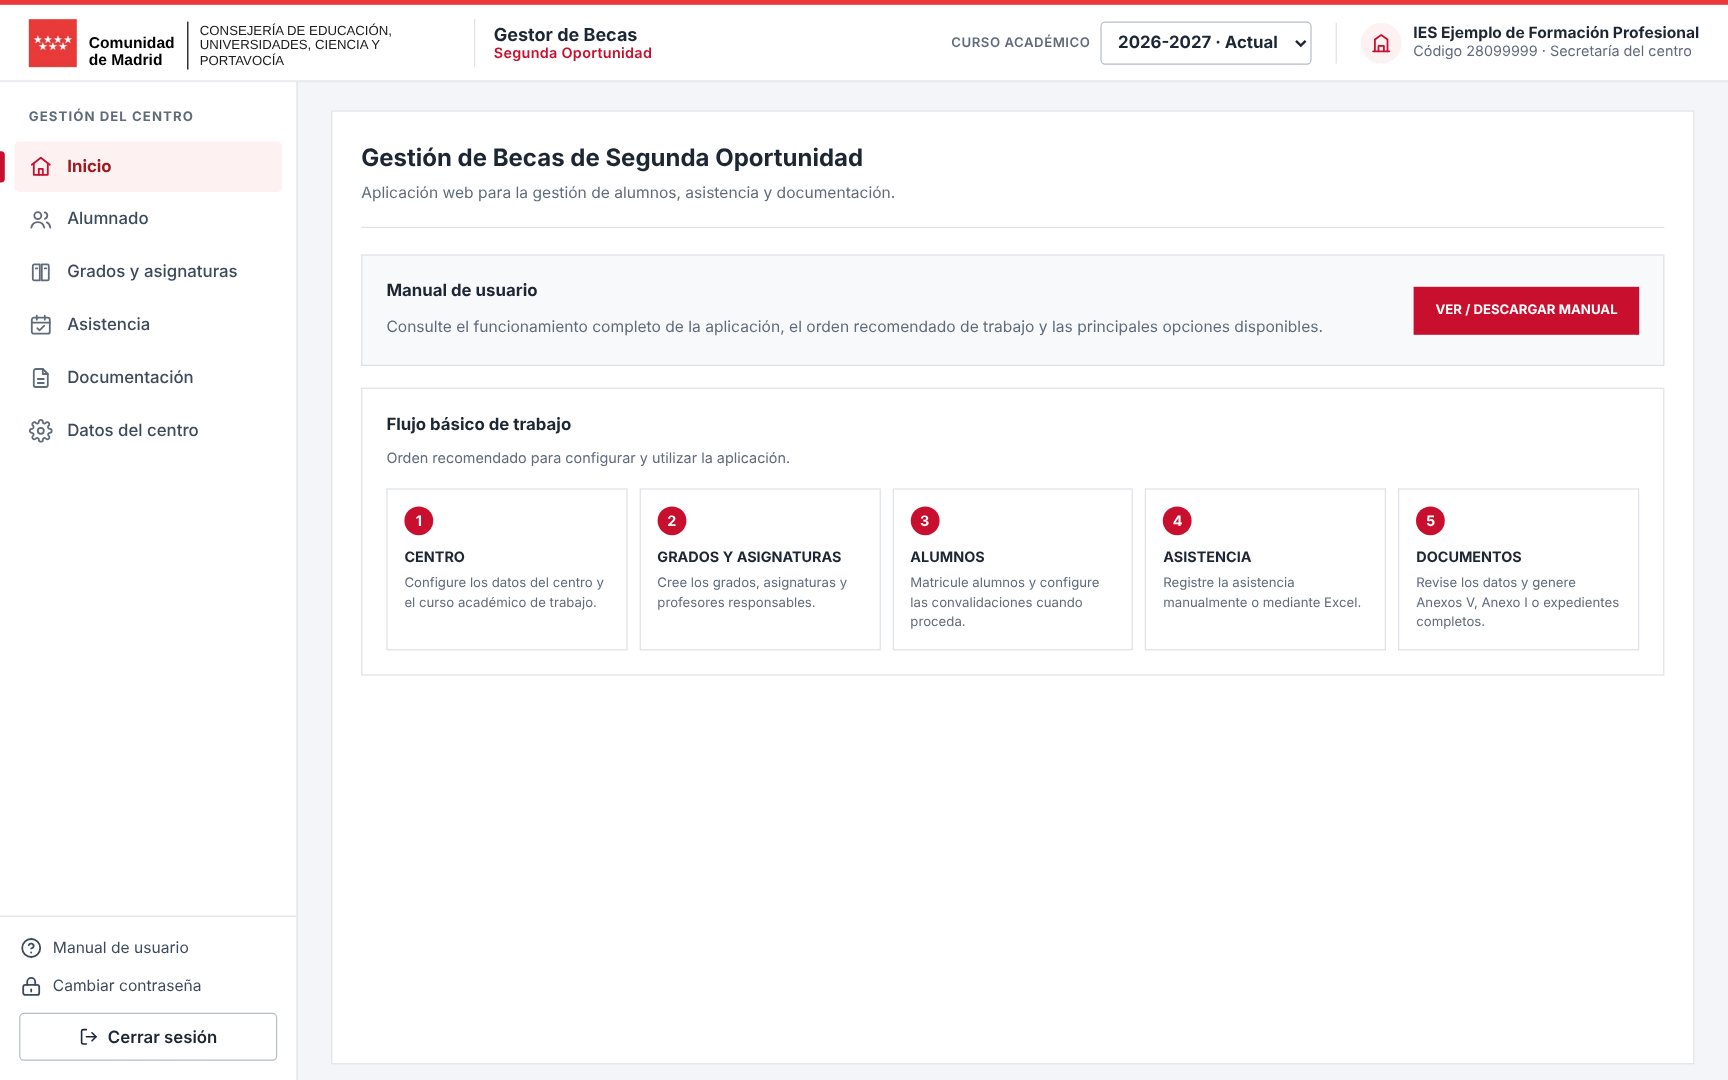 Comunidad
de Madrid
CONSEJERÍA DE EDUCACIÓN,
UNIVERSIDADES, CIENCIA Y
PORTAVOCÍA
Gestor de Becas
Segunda Oportunidad
CURSO ACADÉMICO
2026-2027 · Actual
IES Ejemplo de Formación Profesional
Código 28099999 · Secretaría del centro
GESTIÓN DEL CENTRO
Inicio
Alumnado
Grados y asignaturas
Asistencia
Documentación
Datos del centro
Manual de usuario
Cambiar contraseña
Cerrar sesión
Gestión de Becas de Segunda Oportunidad
Aplicación web para la gestión de alumnos, asistencia y documentación.
Manual de usuario
Consulte el funcionamiento completo de la aplicación, el orden recomendado de trabajo y las principales opciones disponibles.
VER / DESCARGAR MANUAL
Flujo básico de trabajo
Orden recomendado para configurar y utilizar la aplicación.
1
CENTRO
Configure los datos del centro y
el curso académico de trabajo.
2
GRADOS Y ASIGNATURAS
Cree los grados, asignaturas y
profesores responsables.
3
ALUMNOS
Matricule alumnos y configure
las convalidaciones cuando
proceda.
4
ASISTENCIA
Registre la asistencia
manualmente o mediante Excel.
5
DOCUMENTOS
Revise los datos y genere
Anexos V, Anexo I o expedientes
completos.